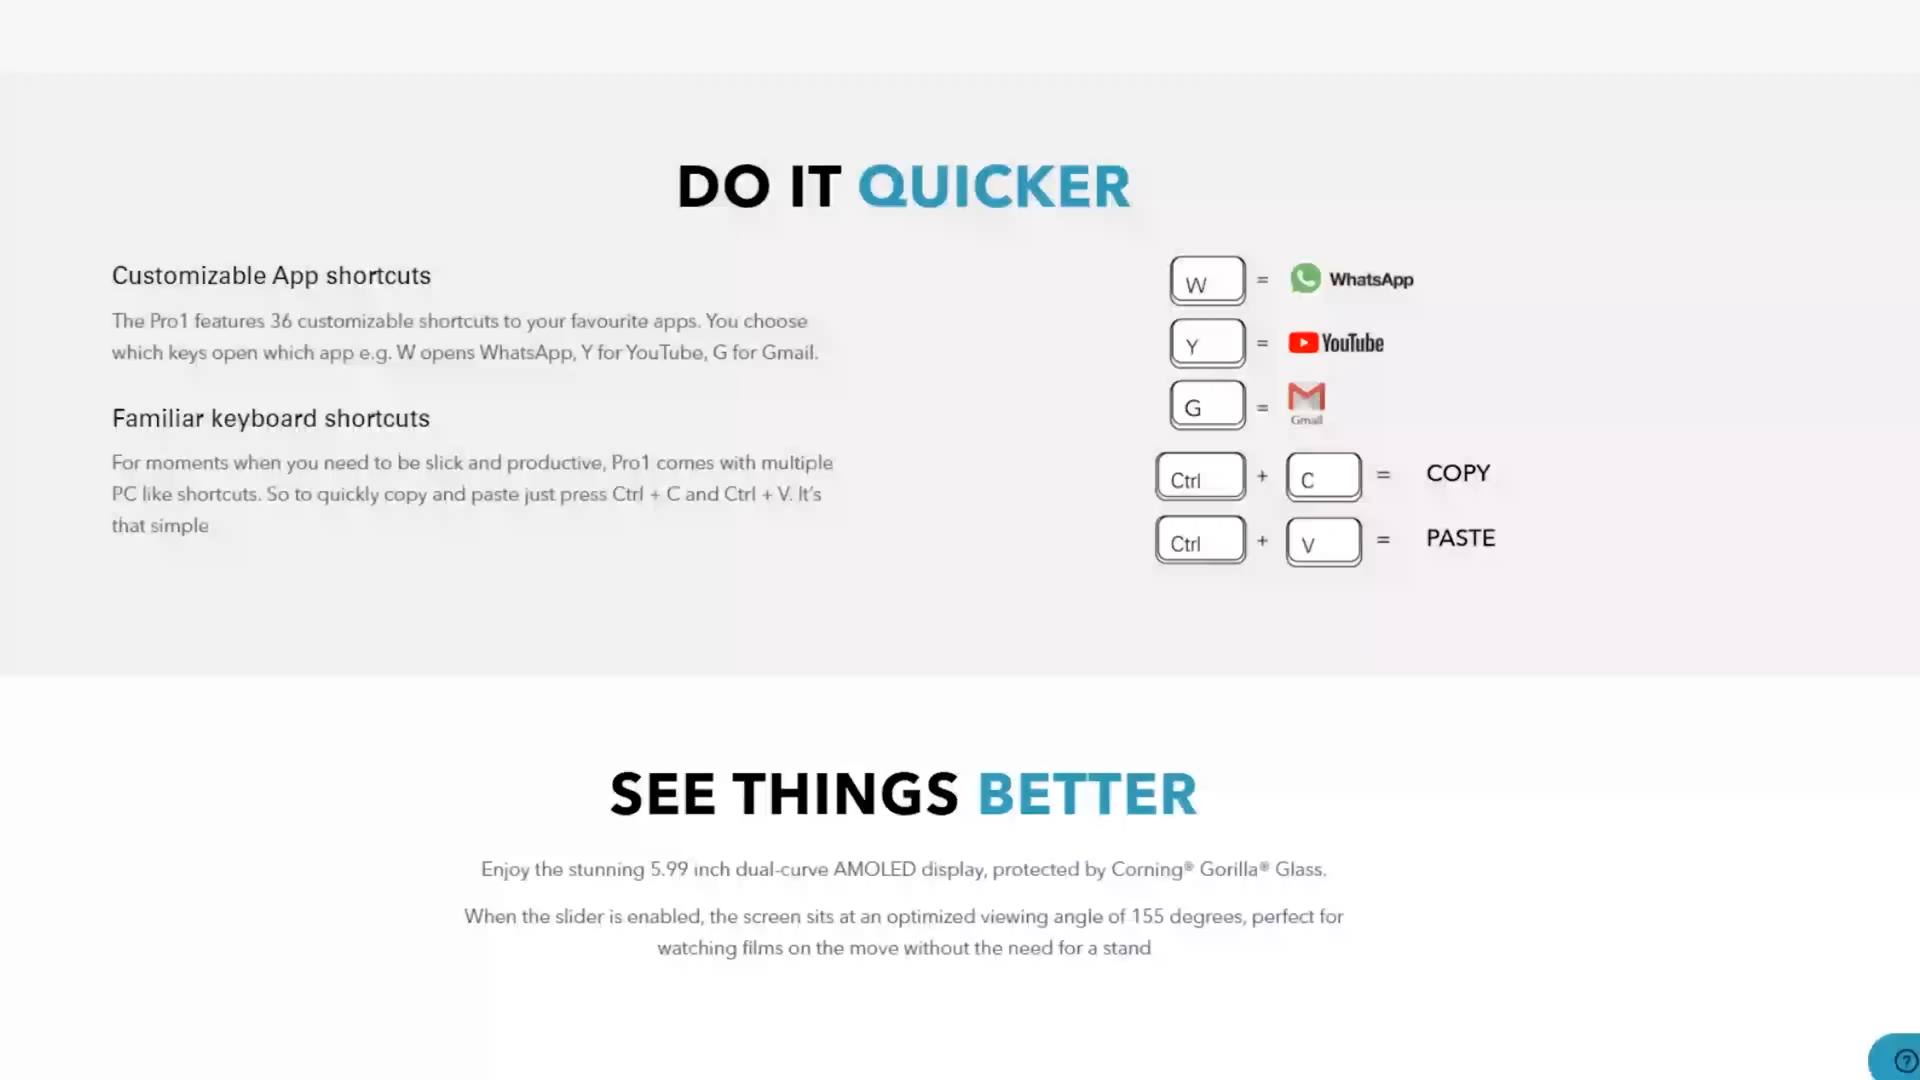 DO IT QUICKER
Customizable App shortcuts
The Pro1 features 36 customizable shortcuts to your favourite apps. You choose
which keys open which app e.g. W opens WhatsApp, Y for YouTube, G for Gmail.
Familiar keyboard shortcuts
For moments when you need to be slick and productive, Pro1 comes with multiple
PC like shortcuts. So to quickly copy and paste just press Ctrl + C and Ctrl + V. It's
that simple
W = WhatsApp
Y = YouTube
G = Gmail
Ctrl + C = COPY
Ctrl + V = PASTE
SEE THINGS BETTER
Enjoy the stunning 5.99 inch dual-curve AMOLED display, protected by Corning® Gorilla® Glass.
When the slider is enabled, the screen sits at an optimized viewing angle of 155 degrees, perfect for
watching films on the move without the need for a stand
?